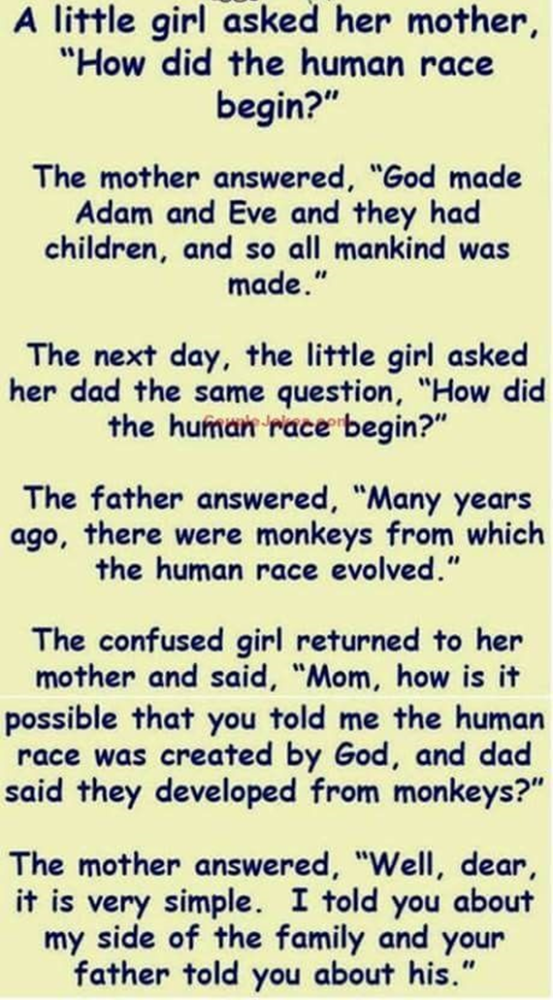 A little girl asked her mother,
“How did the human race
begin?”
The mother answered, “God made
Adam and Eve and they had
children, and so all mankind was
made.”
The next day, the little girl asked
her dad the same question, “How did
the human race begin?”
CoupleJokes.com
The father answered, “Many years
ago, there were monkeys from which
the human race evolved.”
The confused girl returned to her
mother and said, “Mom, how is it
possible that you told me the human
race was created by God, and dad
said they developed from monkeys?”
The mother answered, “Well, dear,
it is very simple. I told you about
my side of the family and your
father told you about his.”